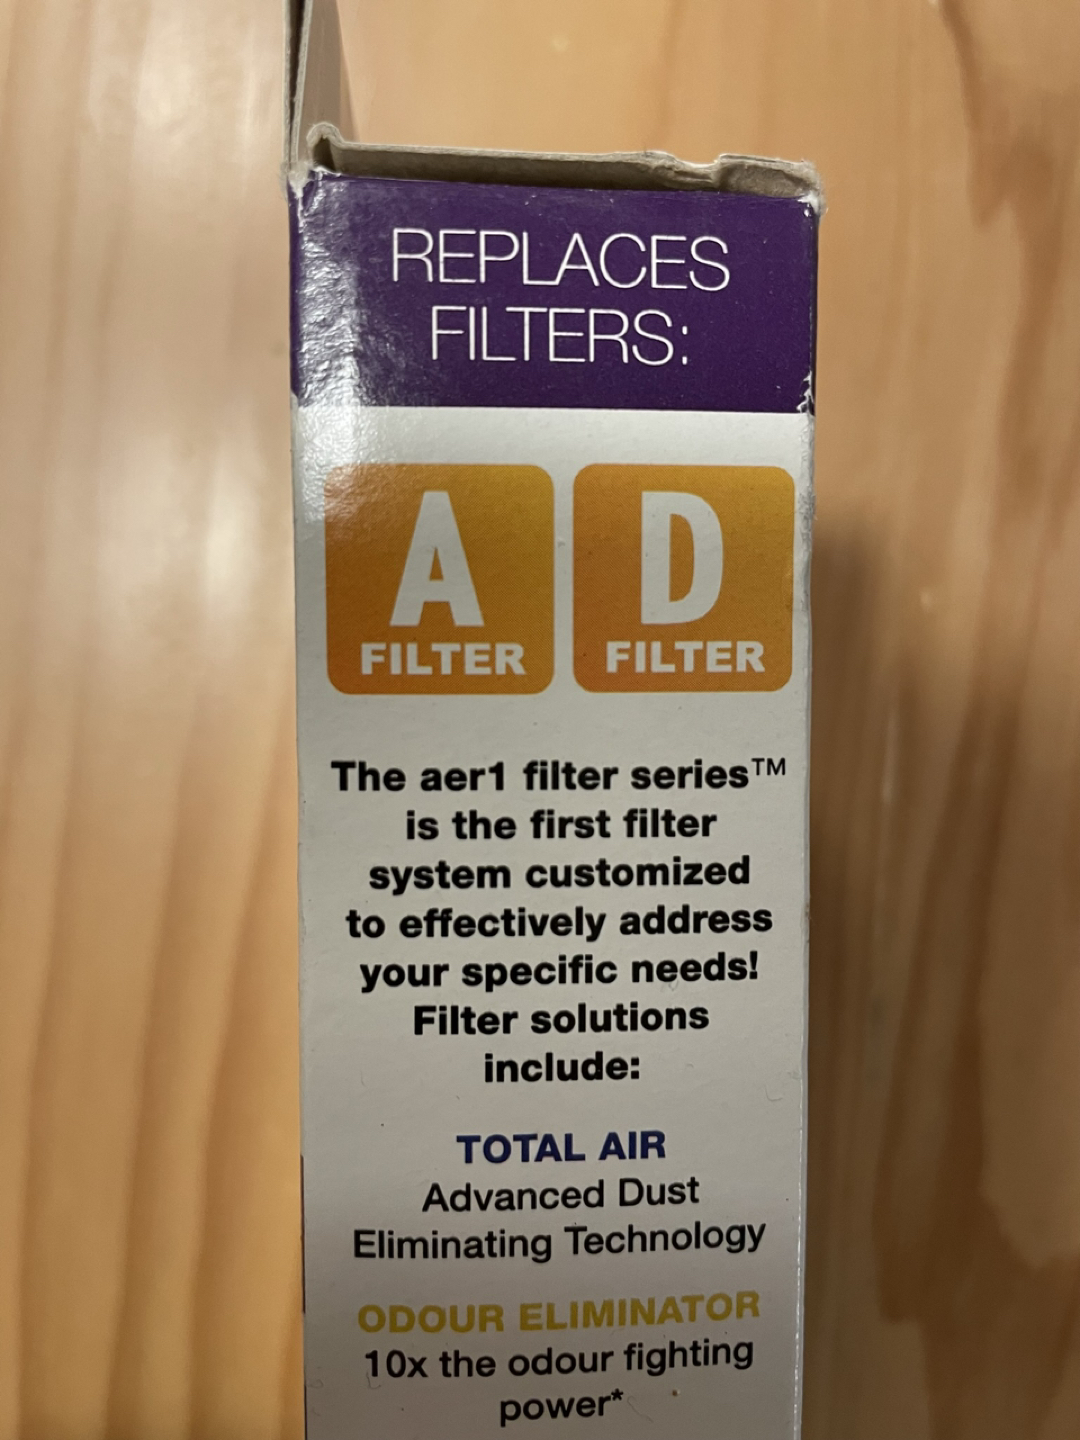 REPLACES
FILTERS:
A
FILTER
D
FILTER
The aer1 filter series™
is the first filter
system customized
to effectively address
your specific needs!
Filter solutions
include:
TOTAL AIR
Advanced Dust
Eliminating Technology
ODOUR ELIMINATOR
10x the odour fighting
power*